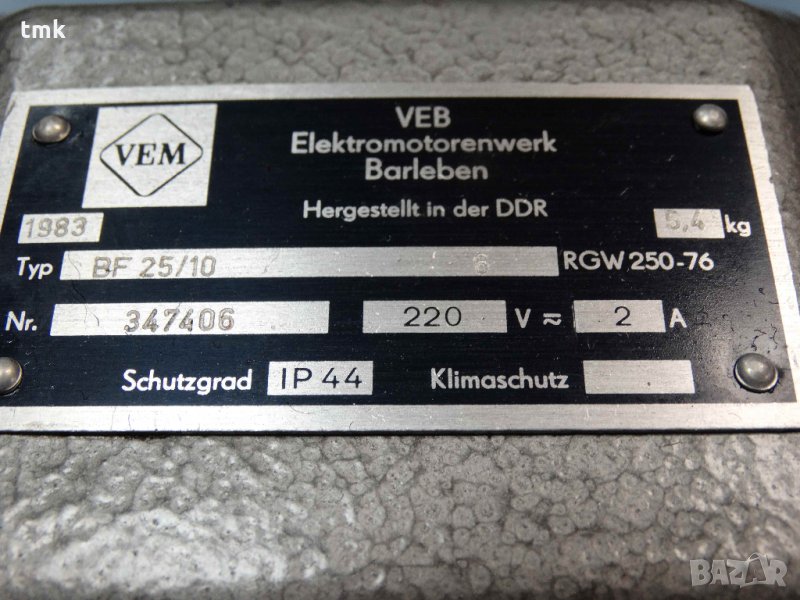 tmk
VEM
VEB
Elektromotorenwerk
Barleben
Hergestellt in der DDR
1983
5,4 kg
Typ BF 25/10 6 RGW 250-76
Nr. 347406 220 V ≂ 2 A
Schutzgrad IP 44 Klimaschutz
BAZAR